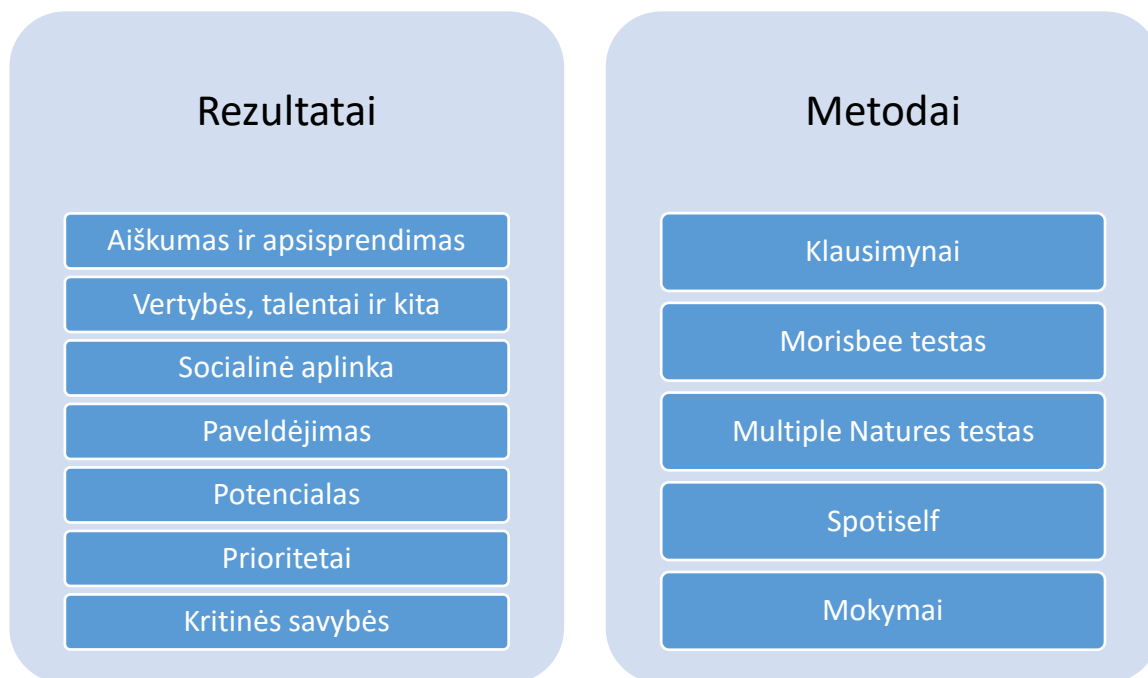 Rezultatai
Aiškumas ir apsisprendimas
Vertybės, talentai ir kita
Socialinė aplinka
Paveldėjimas
Potencialas
Prioritetai
Kritinės savybės
Metodai
Klausimynai
Morisbee testas
Multiple Natures testas
Spotiself
Mokymai